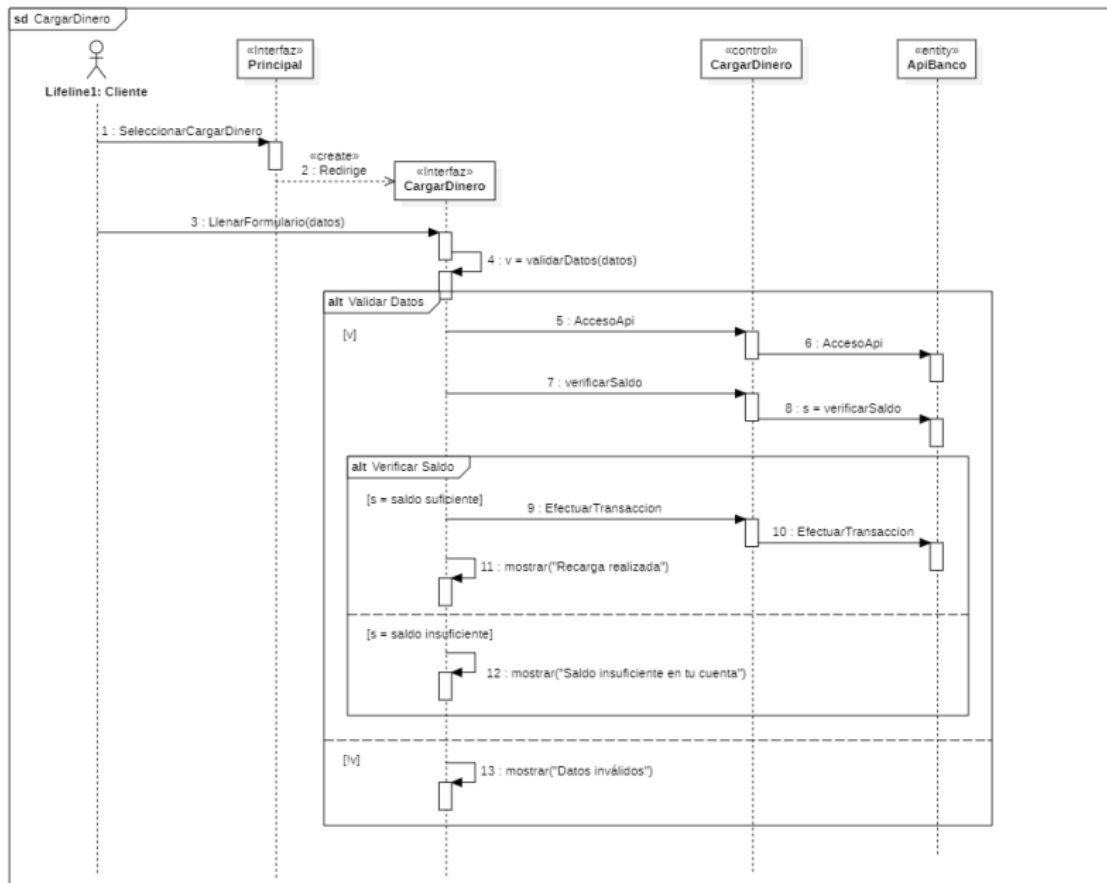 sd CargarDinero
«Interfaz»
Principal
«control»
CargarDinero
«entity»
ApiBanco
Lifeline1: Cliente
1 : SeleccionarCargarDinero
«create»
2 : Redirige
«Interfaz»
CargarDinero
3 : LlenarFormulario(datos)
4 : v = validarDatos(datos)
alt Validar Datos
[v]
5 : AccesoApi
6 : AccesoApi
7 : verificarSaldo
8 : s = verificarSaldo
alt Verificar Saldo
[s = saldo suficiente]
9 : EfectuarTransaccion
10 : EfectuarTransaccion
11 : mostrar("Recarga realizada")
[s = saldo insuficiente]
12 : mostrar("Saldo insuficiente en tu cuenta")
[!v]
13 : mostrar("Datos inválidos")